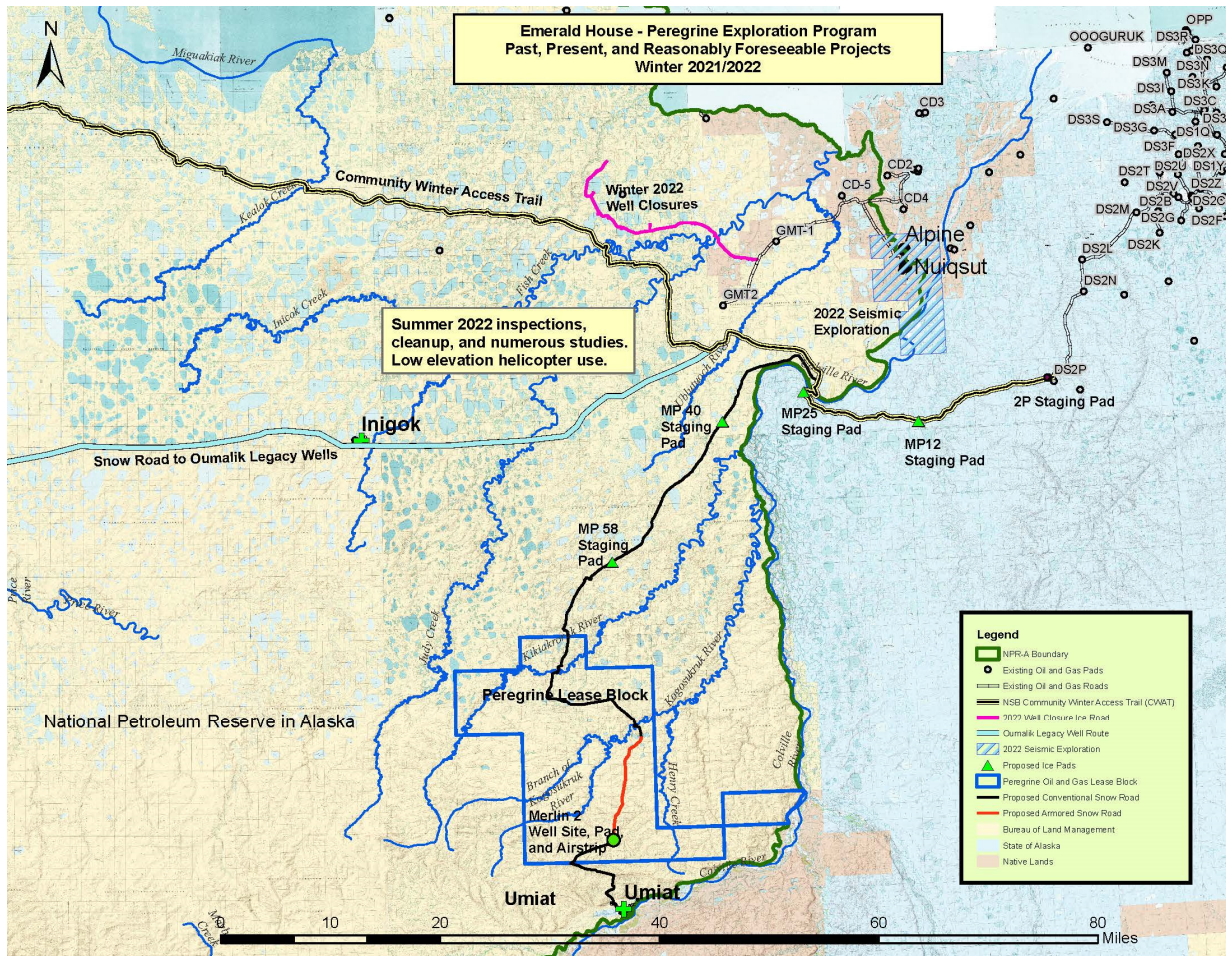 Emerald House - Peregrine Exploration Program
Past, Present, and Reasonably Foreseeable Projects
Winter 2021/2022
N
Miguakiak River
OPP
OOOGURUK
DS3R
DS3Q
DS3M
DS3N
DS3I
DS3K
DS3A
DS3C
DS3S
DS3G
DS1Q
DS3
DS3F
DS2X
DS2T
DS2U
DS1Y
DS2V
DS2Z
DS2M
DS2B
DS2C
DS2G
DS2F
DS2L
DS2K
DS2N
DS2P
CD3
CD2
CD-5
CD4
Community Winter Access Trail
Kealok Creek
Winter 2022
Well Closures
GMT-1
GMT2
Alpine
Nuiqsut
Fish Creek
Inicok Creek
Summer 2022 inspections,
cleanup, and numerous studies.
Low elevation helicopter use.
2022 Seismic
Exploration
Ublutuoch River
Colville River
2P Staging Pad
MP 40
Staging
Pad
MP25
Staging Pad
MP12
Staging Pad
Inigok
Snow Road to Oumalik Legacy Wells
MP 58
Staging
Pad
Price
River
Price River
Judy Creek
Kikiakrorak River
Kogosukruk River
Peregrine Lease Block
National Petroleum Reserve in Alaska
Colville
River
Branch of
Kogosukruk
River
Henry Creek
Merlin 2
Well Site, Pad,
and Airstrip
Colville River
Umiat
Umiat
Creek
0
10
20
40
60
80
Miles
Legend
NPR-A Boundary
Existing Oil and Gas Pads
Existing Oil and Gas Roads
NSB Community Winter Access Trail (CWAT)
2022 Well Closure Ice Road
Oumalik Legacy Well Route
2022 Seismic Exploration
Proposed Ice Pads
Peregrine Oil and Gas Lease Block
Proposed Conventional Snow Road
Proposed Armored Snow Road
Bureau of Land Management
State of Alaska
Native Lands